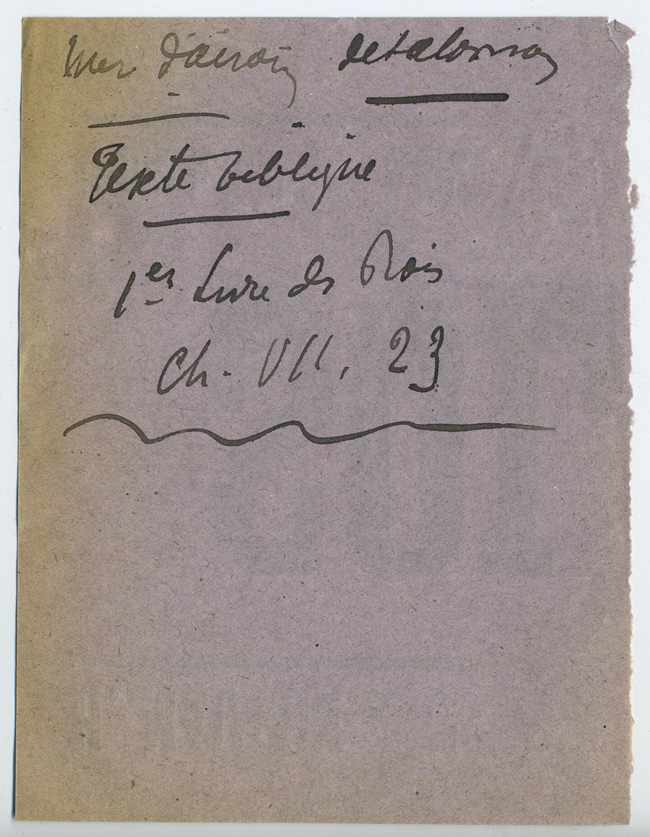 Mer d'airain de Salomon
Texte biblique
1er Livre des Rois
Ch. VII. 23